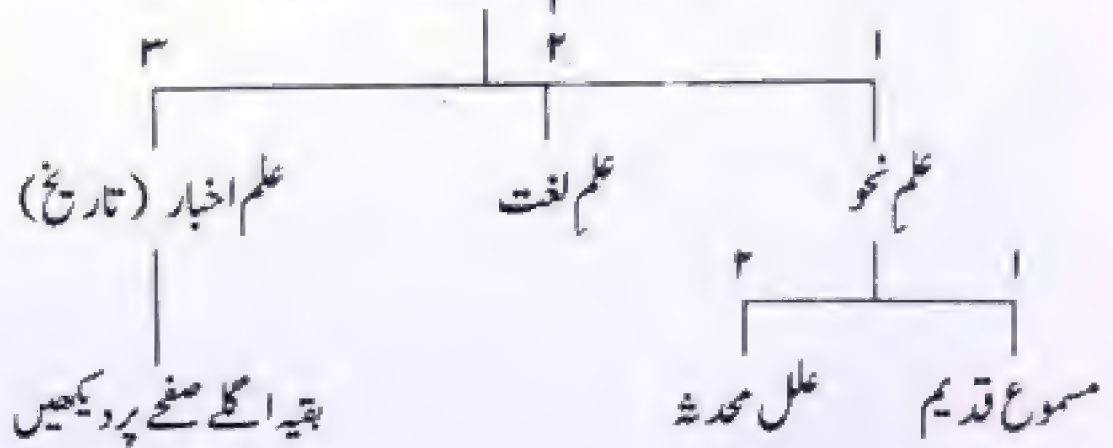 ۱ ۲ ۳
علم نحو علم لغت علم اخبار (تاریخ)
۱ ۲
مسموع قدیم علل محدثہ بقیہ اگلے صفحے پر دیکھیں